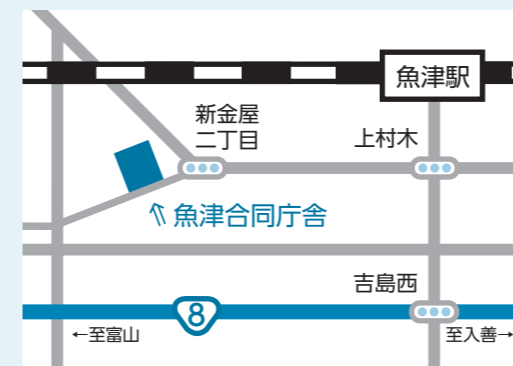 魚津駅
新金屋
二丁目
上村木
魚津合同庁舎
吉島西
8
←至富山
至入善→